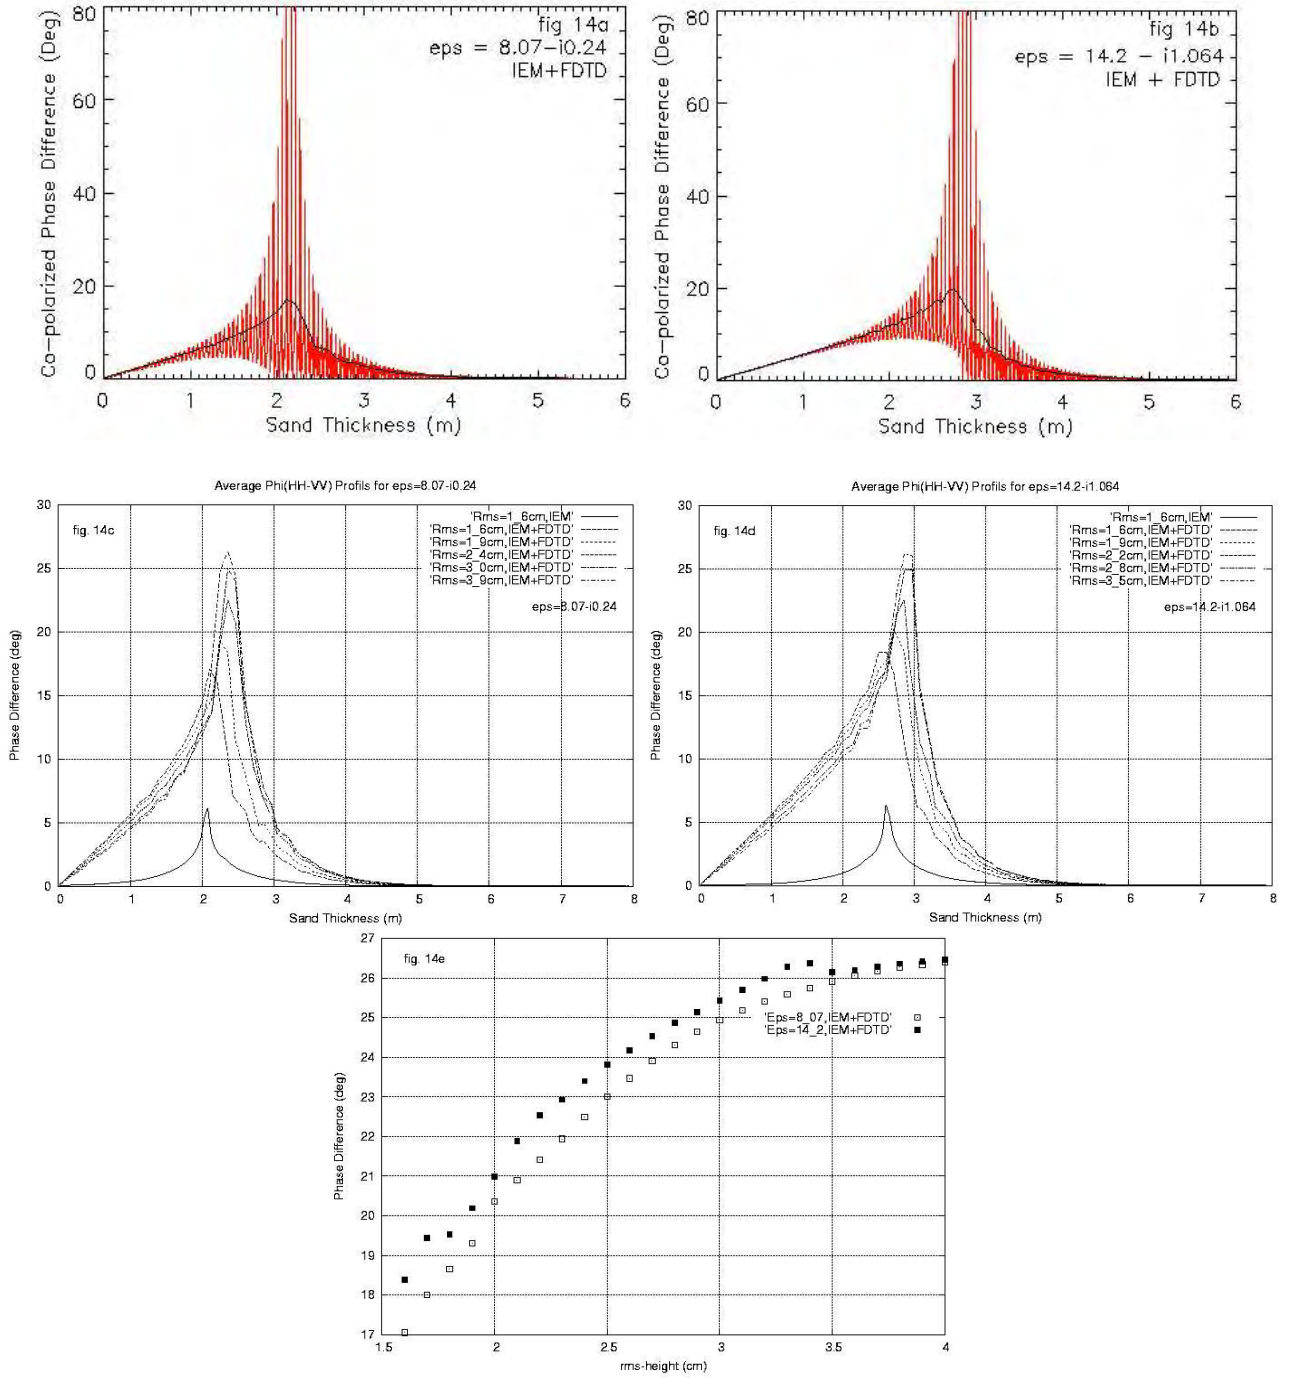 fig 14a
eps = 8.07-i0.24
IEM+FDTD
80
60
40
20
0
Co-polarized Phase Difference (Deg)
0 1 2 3 4 5 6
Sand Thickness (m)
fig 14b
eps = 14.2 - i1.064
IEM + FDTD
80
60
40
20
0
Co-polarized Phase Difference (Deg)
0 1 2 3 4 5 6
Sand Thickness (m)
Average Phi(HH-VV) Profils for eps=8.07-i0.24
fig. 14c
'Rms=1_6cm,IEM'
'Rms=1_6cm,IEM+FDTD'
'Rms=1_9cm,IEM+FDTD'
'Rms=2_4cm,IEM+FDTD'
'Rms=3_0cm,IEM+FDTD'
'Rms=3_9cm,IEM+FDTD'
eps=8.07-i0.24
30
25
20
15
10
5
0
Phase Difference (deg)
0 1 2 3 4 5 6 7 8
Sand Thickness (m)
Average Phi(HH-VV) Profils for eps=14.2-i1.064
fig. 14d
'Rms=1_6cm,IEM'
'Rms=1_6cm,IEM+FDTD'
'Rms=1_9cm,IEM+FDTD'
'Rms=2_2cm,IEM+FDTD'
'Rms=2_8cm,IEM+FDTD'
'Rms=3_5cm,IEM+FDTD'
eps=14.2-i1.064
30
25
20
15
10
5
0
Phase Difference (deg)
0 1 2 3 4 5 6 7 8
Sand Thickness (m)
fig. 14e
'Eps=8_07,IEM+FDTD'
'Eps=14_2,IEM+FDTD'
27
26
25
24
23
22
21
20
19
18
17
Phase Difference (deg)
1.5 2 2.5 3 3.5 4
rms-height (cm)